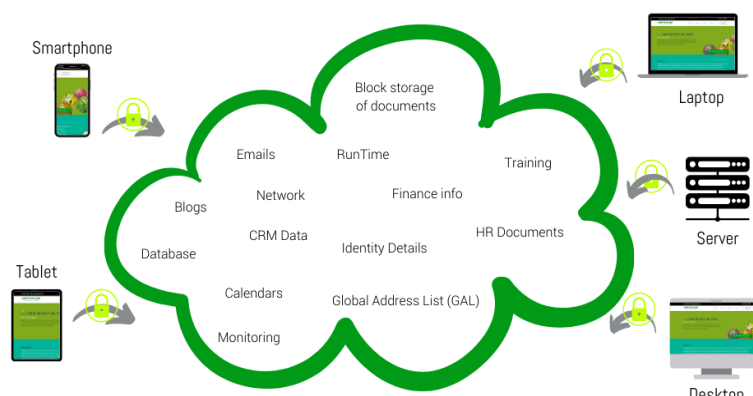 Smartphone
Block storage
of documents
Laptop
Emails
RunTime
Training
Network
Finance info
Blogs
CRM Data
HR Documents
Server
Database
Identity Details
Tablet
Calendars
Global Address List (GAL)
Monitoring
Desktop